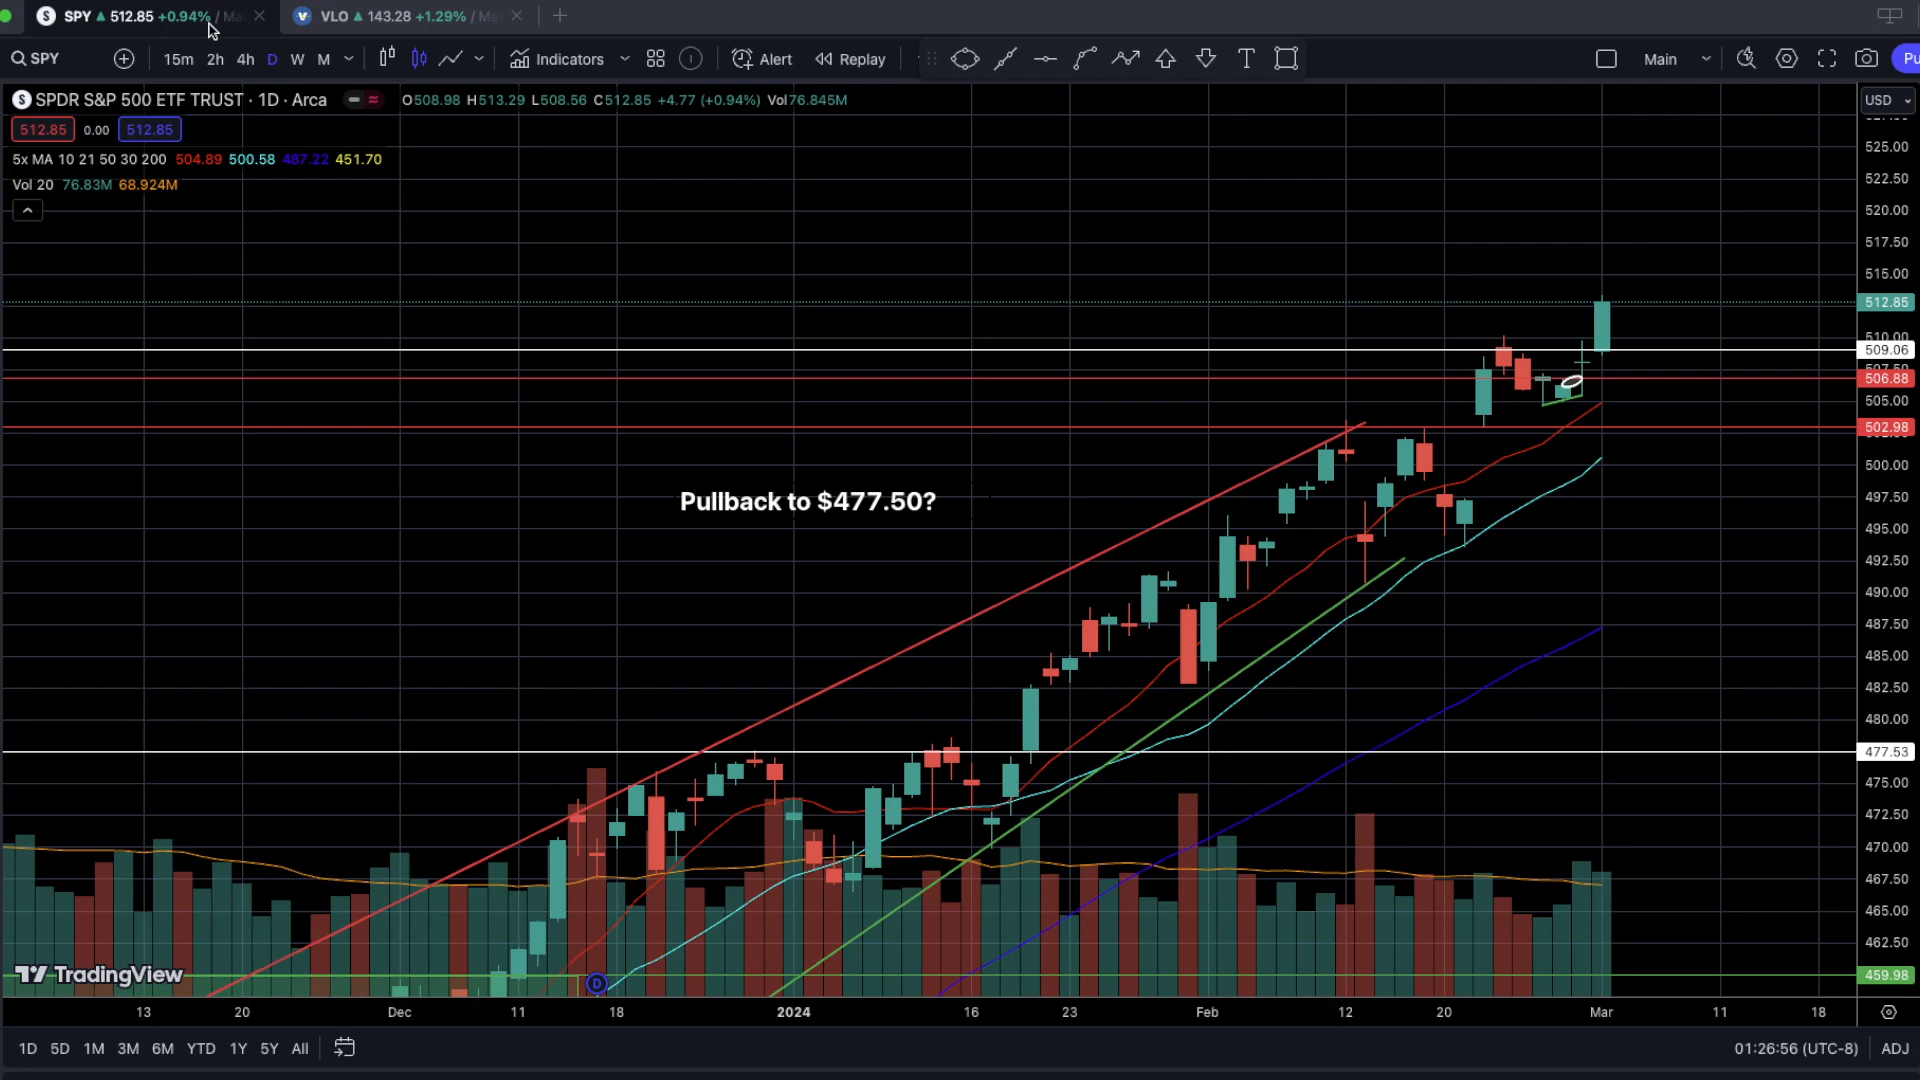 SPY ▲ 512.85 +0.94% / Ma
VLO ▲ 143.28 +1.29% / Ma
SPY
15m 2h 4h D W M
Indicators
Alert
Replay
Main
Pu
SPDR S&P 500 ETF TRUST · 1D · Arca
O508.98 H513.29 L508.56 C512.85 +4.77 (+0.94%) Vol76.845M
USD
512.85 0.00 512.85
5x MA 10 21 50 30 200 504.89 500.58 487.22 451.70
Vol 20 76.83M 68.924M
525.00
522.50
520.00
517.50
515.00
512.85
510.00
509.06
507.50
506.88
505.00
502.98
500.00
497.50
495.00
492.50
490.00
487.50
485.00
482.50
480.00
477.53
475.00
472.50
470.00
467.50
465.00
462.50
459.98
Pullback to $477.50?
D
TradingView
13 20 Dec 11 18 2024 16 23 Feb 12 20 Mar 11 18
1D 5D 1M 3M 6M YTD 1Y 5Y All
01:26:56 (UTC-8) ADJ